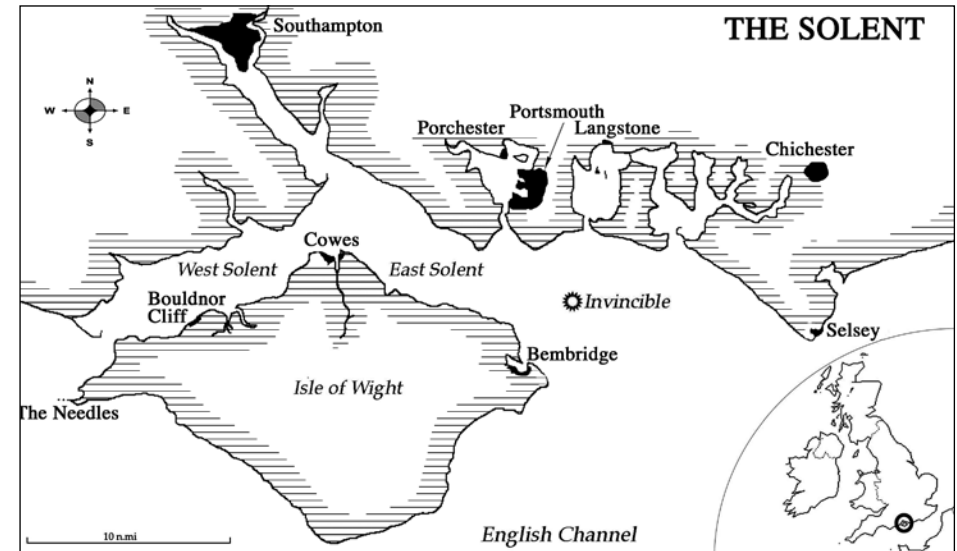 THE SOLENT
Southampton
N
W E
S
Portsmouth
Porchester
Langstone
Chichester
Cowes
West Solent
East Solent
Bouldnor
Cliff
Invincible
Selsey
Bembridge
Isle of Wight
The Needles
English Channel
10 n.mi